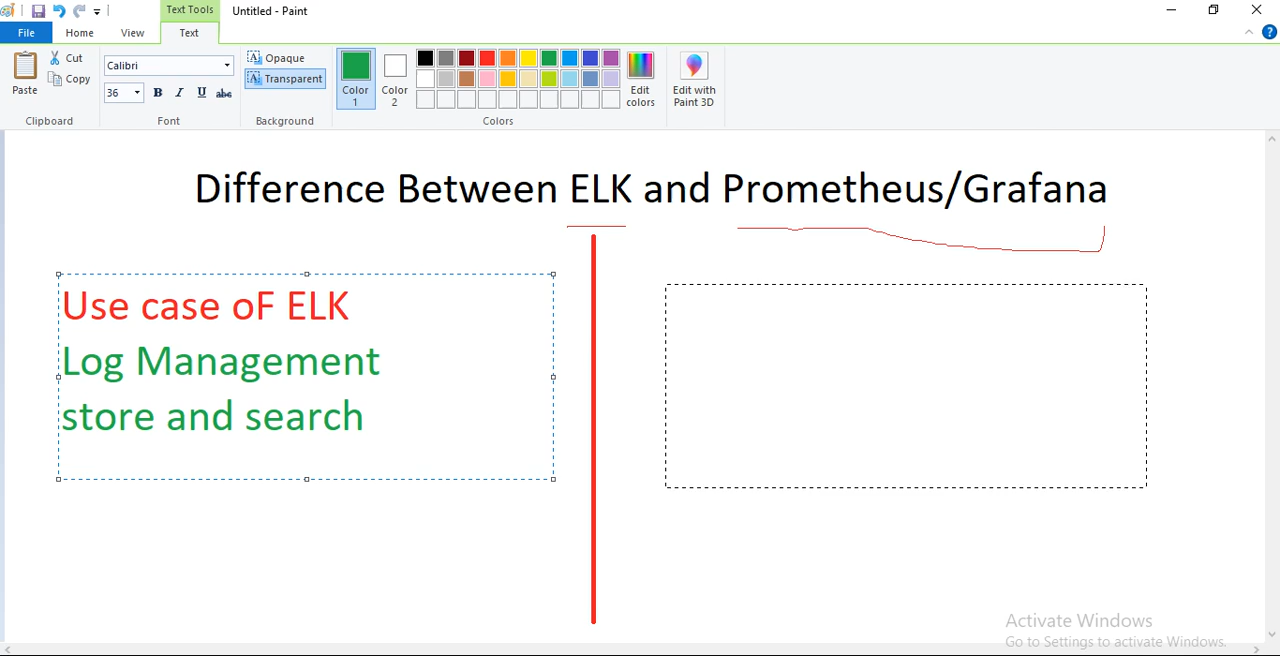 Text Tools
Untitled - Paint
File
Home
View
Text
Paste
Cut
Copy
Clipboard
Calibri
36
B I U abc
Font
Opaque
Transparent
Background
Color 1
Color 2
Edit colors
Colors
Edit with Paint 3D
Difference Between ELK and Prometheus/Grafana
Use case oF ELK
Log Management
store and search
Activate Windows
Go to Settings to activate Windows.